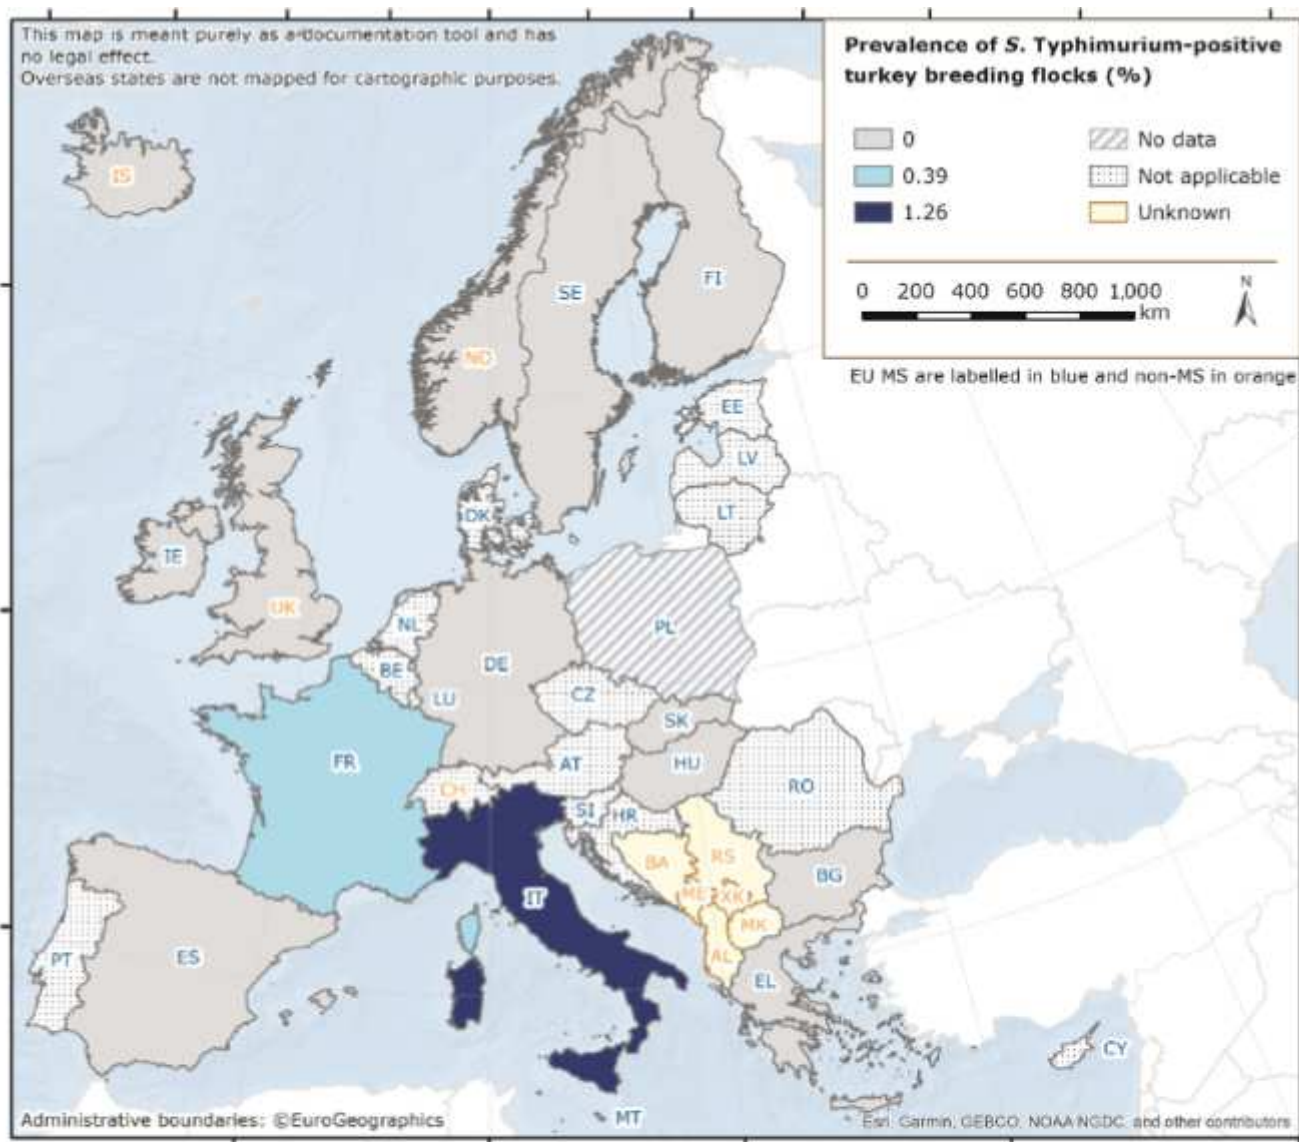 This map is meant purely as a documentation tool and has
no legal effect.
Overseas states are not mapped for cartographic purposes.
Prevalence of S. Typhimurium-positive
turkey breeding flocks (%)
0
No data
0.39
Not applicable
1.26
Unknown
0 200 400 600 800 1,000
km
N
EU MS are labelled in blue and non-MS in orange
IS
FI
SE
NO
EE
LV
LT
DK
IE
UK
NL
PL
BE
DE
LU
CZ
SK
FR
AT
HU
CH
RO
SI
HR
BA
RS
BG
ME
XK
IT
MK
PT
ES
AL
EL
CY
MT
Administrative boundaries: ©EuroGeographics
Esri, Garmin, GEBCO, NOAA NGDC, and other contributors